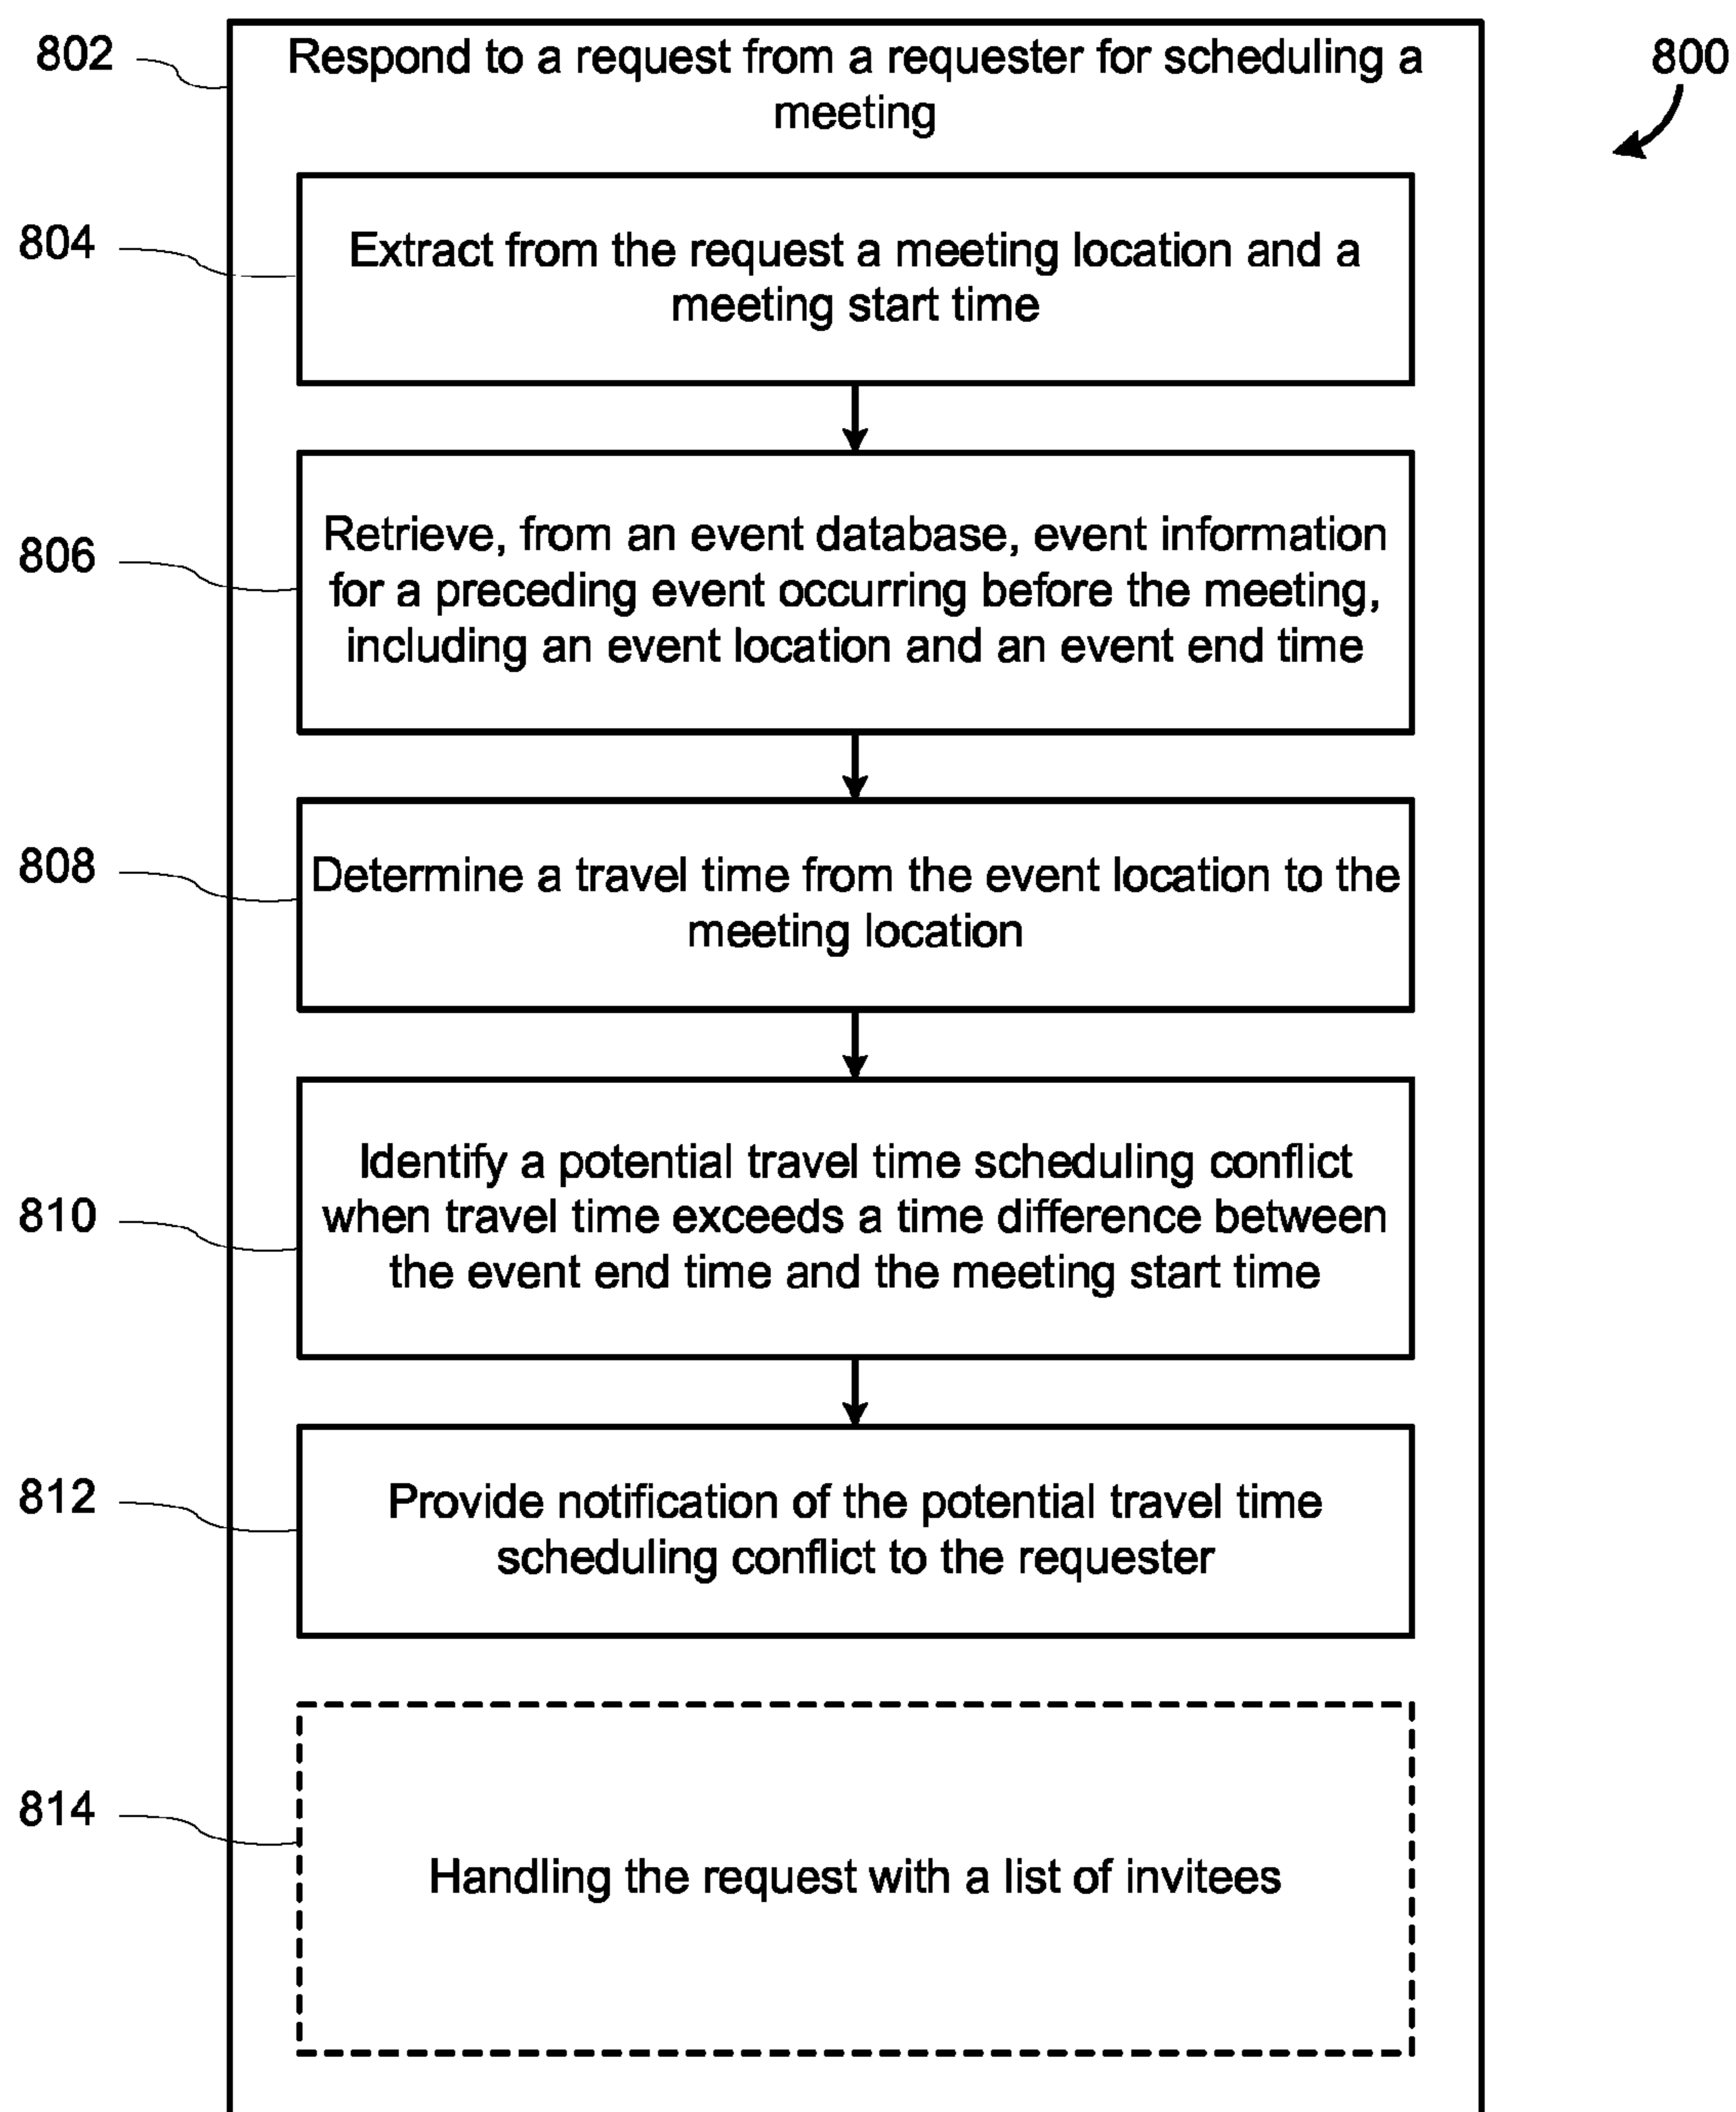 802
Respond to a request from a requester for scheduling a
meeting
800
804
Extract from the request a meeting location and a
meeting start time
806
Retrieve, from an event database, event information
for a preceding event occurring before the meeting,
including an event location and an event end time
808
Determine a travel time from the event location to the
meeting location
810
Identify a potential travel time scheduling conflict
when travel time exceeds a time difference between
the event end time and the meeting start time
812
Provide notification of the potential travel time
scheduling conflict to the requester
814
Handling the request with a list of invitees